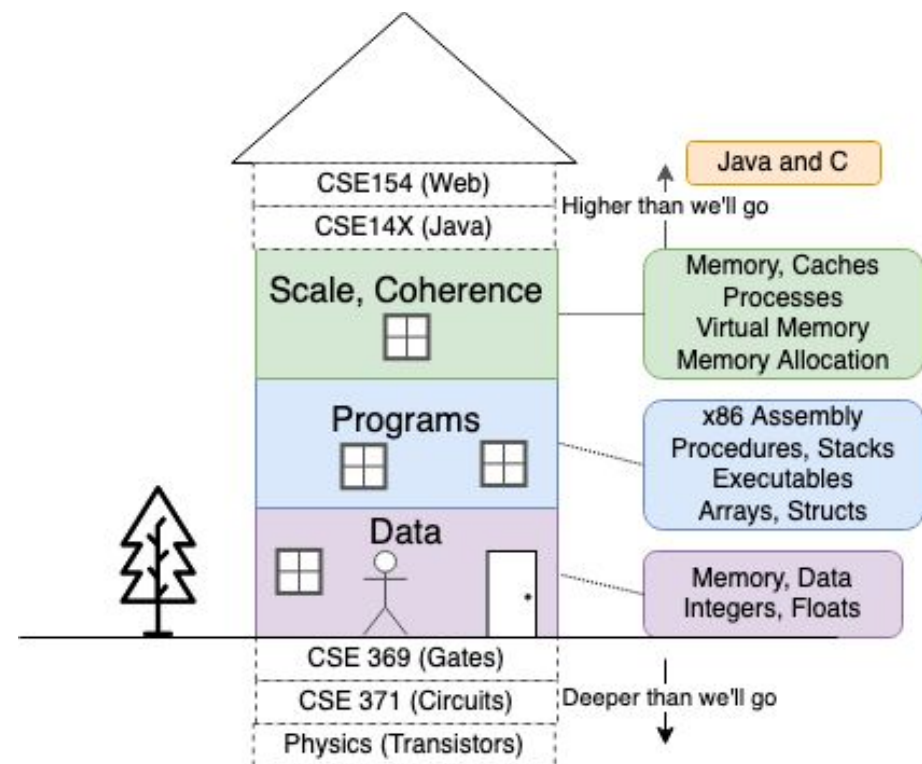 Java and C
CSE154 (Web)
Higher than we'll go
CSE14X (Java)
Scale, Coherence
Memory, Caches
Processes
Virtual Memory
Memory Allocation
Programs
x86 Assembly
Procedures, Stacks
Executables
Arrays, Structs
Data
Memory, Data
Integers, Floats
CSE 369 (Gates)
CSE 371 (Circuits)
Deeper than we'll go
Physics (Transistors)